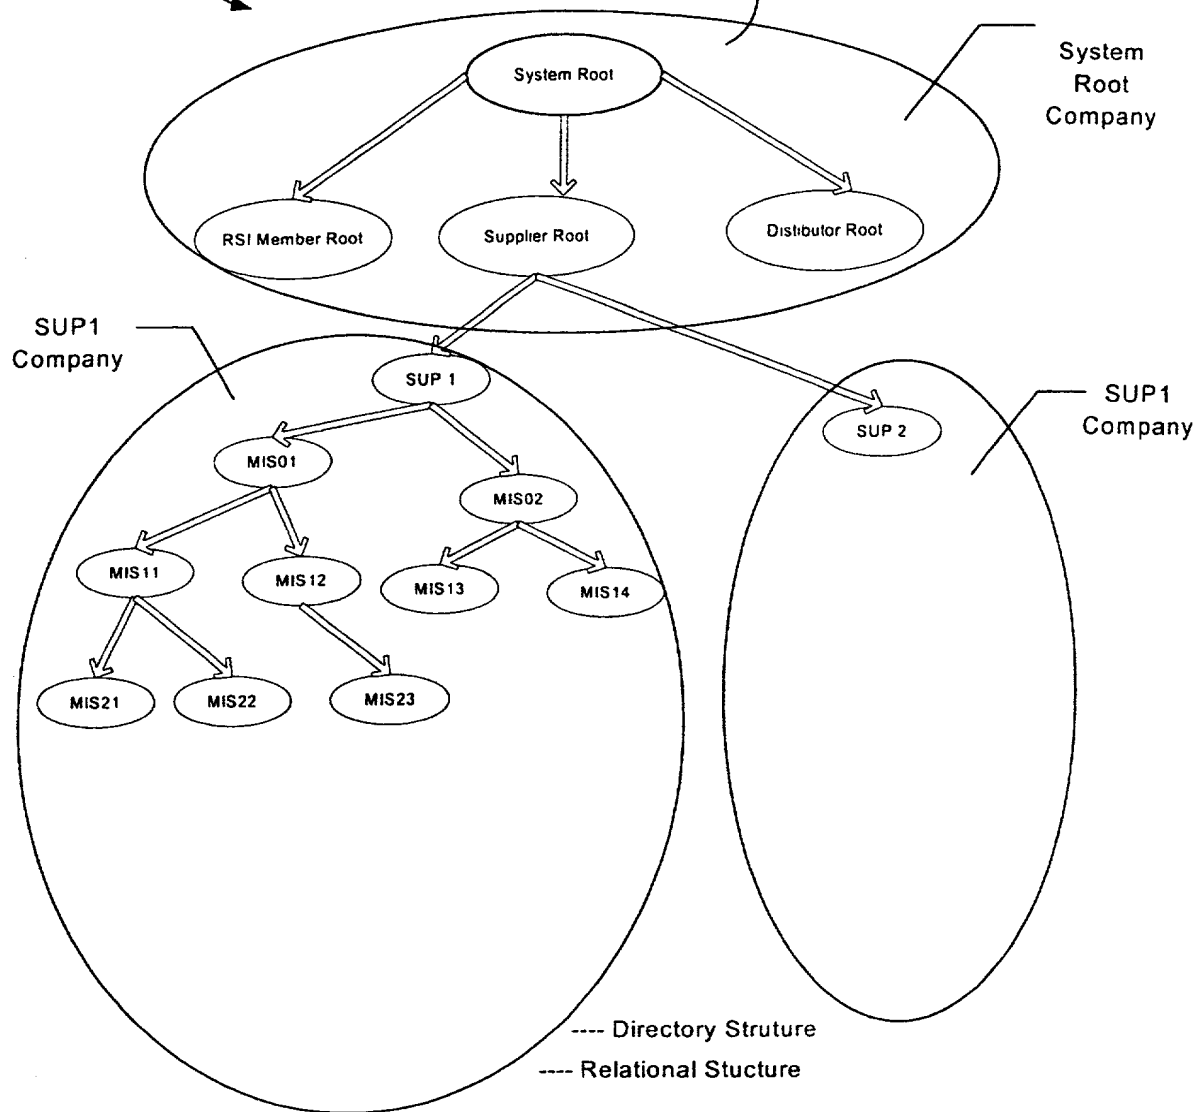 System Root
System
Root
Company
RSI Member Root
Supplier Root
Distibutor Root
SUP1
Company
SUP 1
SUP1
Company
SUP 2
MIS01
MIS02
MIS11
MIS12
MIS13
MIS14
MIS21
MIS22
MIS23
---- Directory Struture
---- Relational Stucture